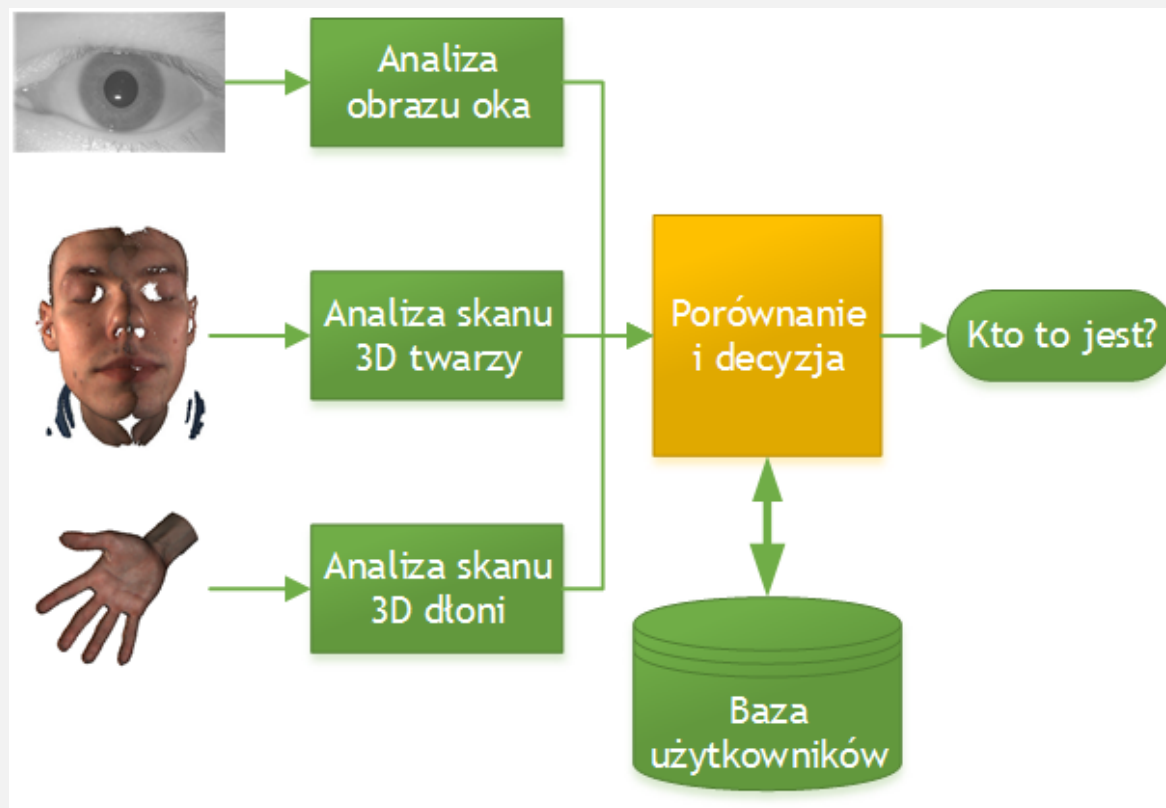 Analiza
obrazu oka
Analiza skanu
3D twarzy
Analiza skanu
3D dłoni
Porównanie
i decyzja
Kto to jest?
Baza
użytkowników